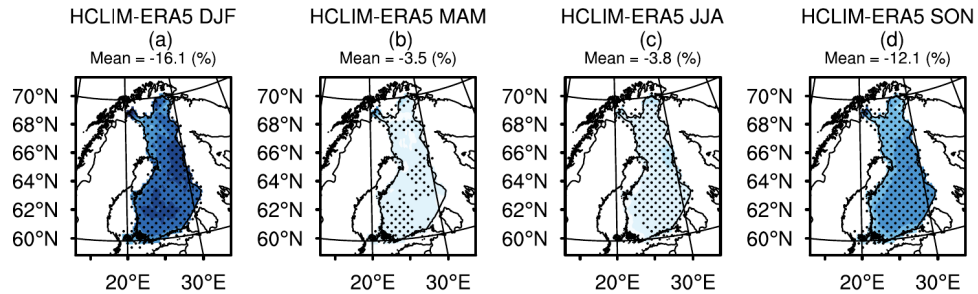 HCLIM-ERA5 DJF
(a)
Mean = -16.1 (%)
70°N
68°N
66°N
64°N
62°N
60°N
20°E 30°E
HCLIM-ERA5 MAM
(b)
Mean = -3.5 (%)
70°N
68°N
66°N
64°N
62°N
60°N
20°E 30°E
HCLIM-ERA5 JJA
(c)
Mean = -3.8 (%)
70°N
68°N
66°N
64°N
62°N
60°N
20°E 30°E
HCLIM-ERA5 SON
(d)
Mean = -12.1 (%)
70°N
68°N
66°N
64°N
62°N
60°N
20°E 30°E